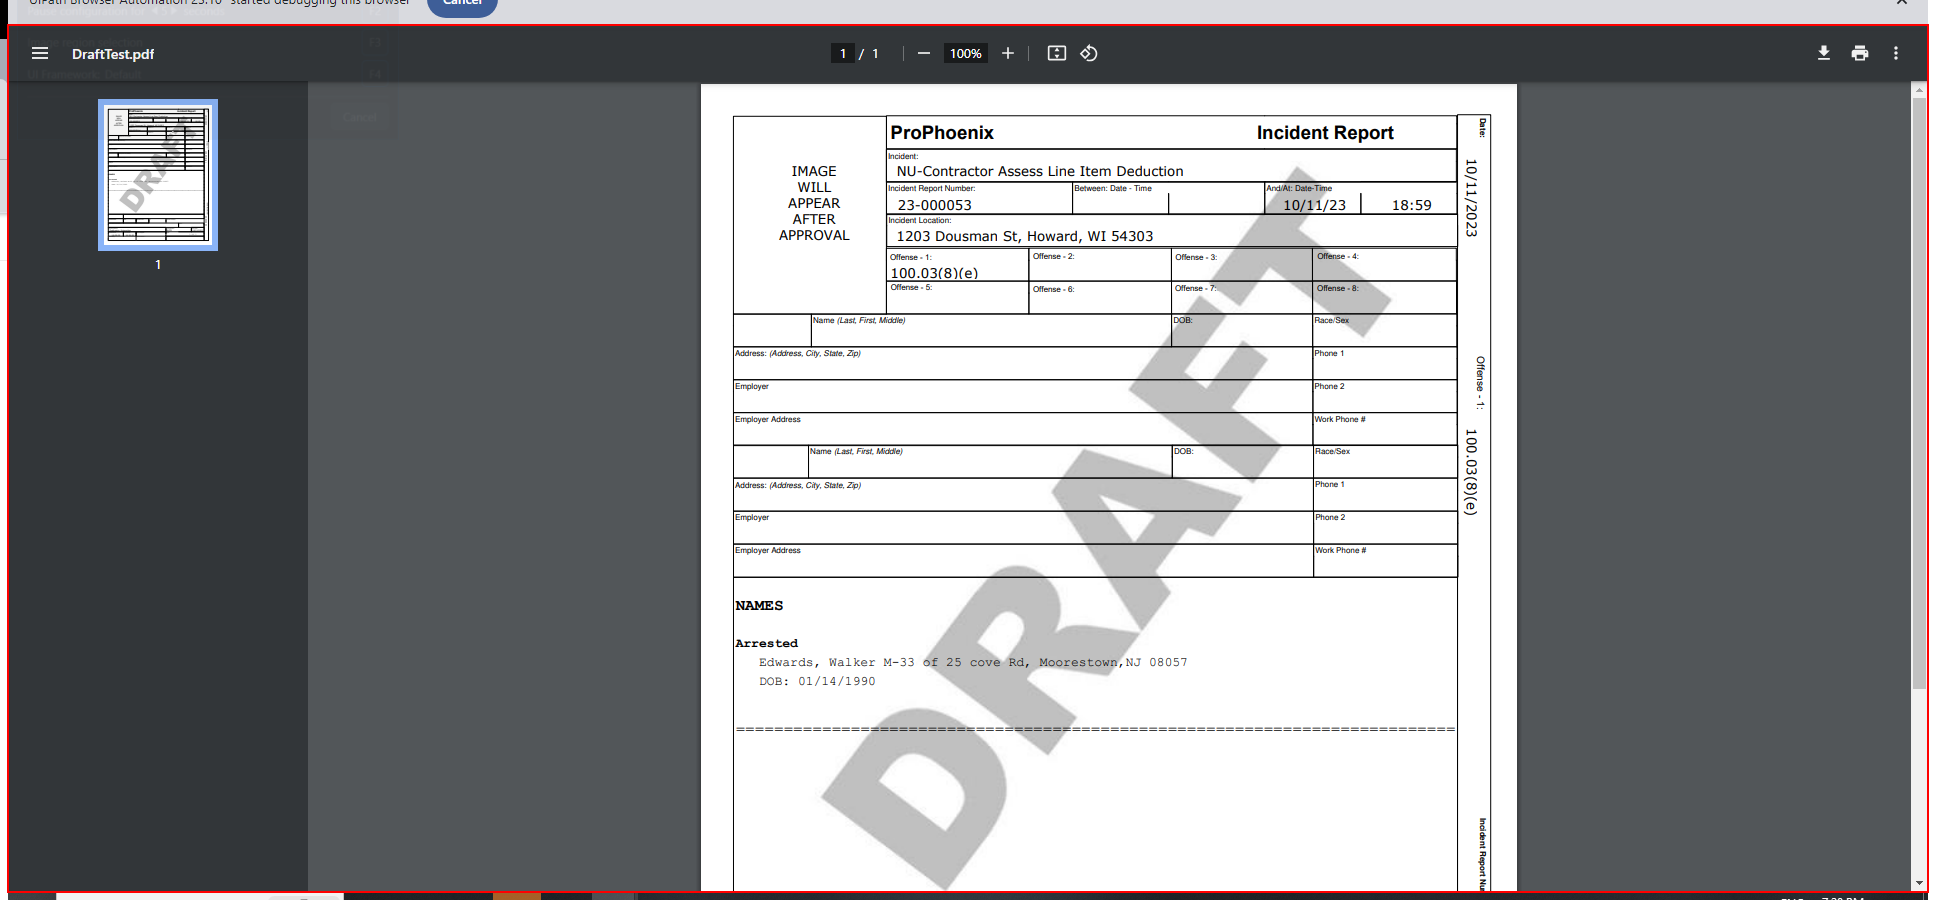 UiPath Browser Automation 23.10" started debugging this browser
Cancel
DraftTest.pdf
1 / 1
100%
1
ProPhoenix
Incident Report
IMAGE
WILL
APPEAR
AFTER
APPROVAL
Incident:
NU-Contractor Assess Line Item Deduction
Incident Report Number:
Between: Date - Time
And/At: Date-Time
23-000053
10/11/23
18:59
Incident Location:
1203 Dousman St, Howard, WI 54303
Offense - 1:
Offense - 2:
Offense - 3:
Offense - 4:
100.03(8)(e)
Offense - 5:
Offense - 6:
Offense - 7:
Offense - 8:
Name (Last, First, Middle)
DOB:
Race/Sex
Address: (Address, City, State, Zip)
Phone 1
Employer
Phone 2
Employer Address
Work Phone #
Name (Last, First, Middle)
DOB:
Race/Sex
Address: (Address, City, State, Zip)
Phone 1
Employer
Phone 2
Employer Address
Work Phone #
NAMES
Arrested
Edwards, Walker M-33 of 25 cove Rd, Moorestown,NJ 08057
DOB: 01/14/1990
DRAFT
Date: 10/11/2023
Offense - 1: 100.03(8)(e)
Incident Report Nu
DRAFT